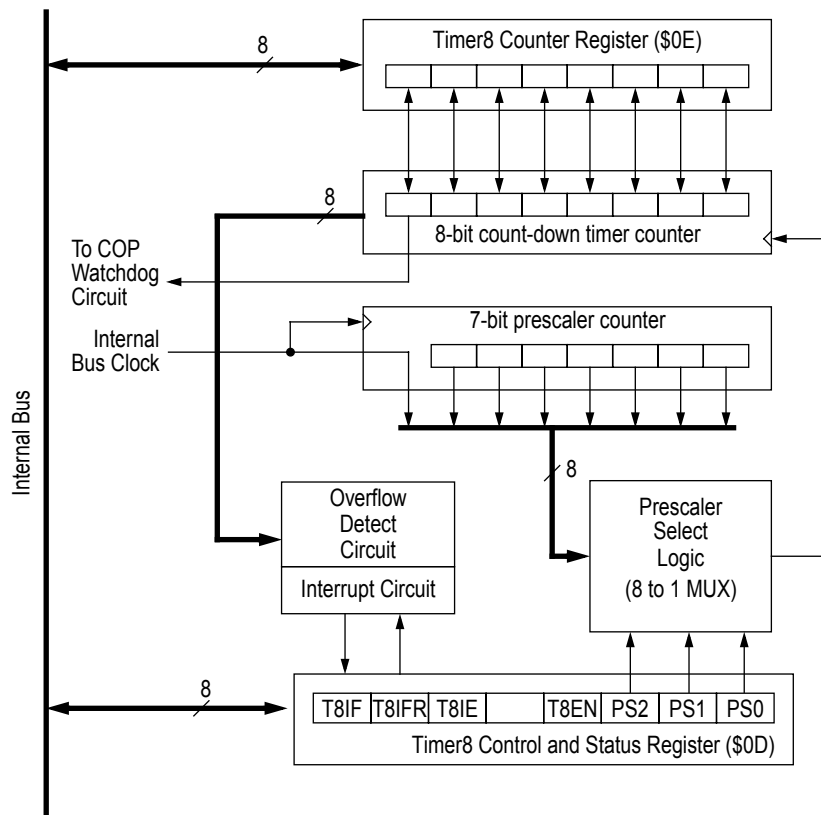 Timer8 Counter Register ($0E)
8
8
8-bit count-down timer counter
To COP
Watchdog
Circuit
7-bit prescaler counter
Internal
Bus Clock
Internal Bus
8
Overflow
Detect
Circuit
Interrupt Circuit
Prescaler
Select
Logic
(8 to 1 MUX)
8
T8IF T8IFR T8IE T8EN PS2 PS1 PS0
Timer8 Control and Status Register ($0D)